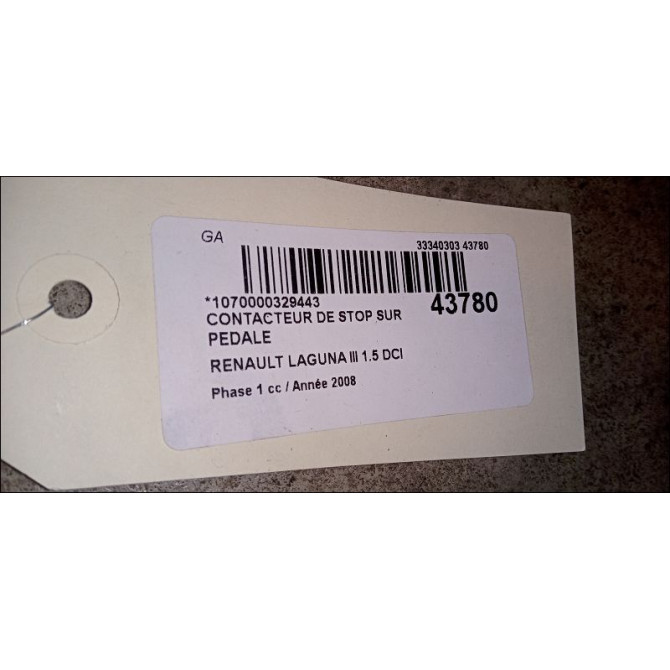 GA
33340303 43780
*1070000329443
43780
CONTACTEUR DE STOP SUR
PEDALE
RENAULT LAGUNA III 1.5 DCI
Phase 1 cc / Année 2008